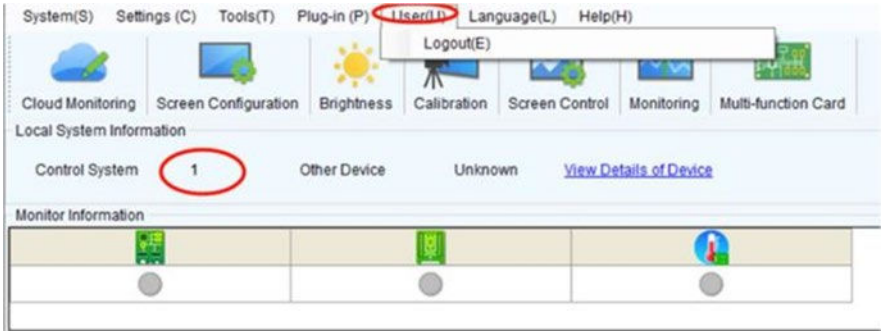 System(S) Settings (C) Tools(T) Plug-in (P) User(U) Language(L) Help(H)
Logout(E)
Cloud Monitoring Screen Configuration Brightness Calibration Screen Control Monitoring Multi-function Card
Local System Information
Control System 1 Other Device Unknown View Details of Device
Monitor Information